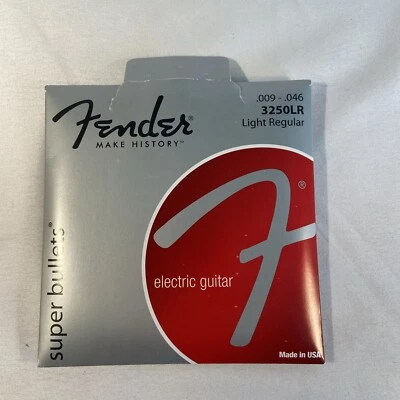 Fender®
MAKE HISTORY™
.009 - .046
3250LR
Light Regular
super bullets®
F®
electric guitar
Made in USA